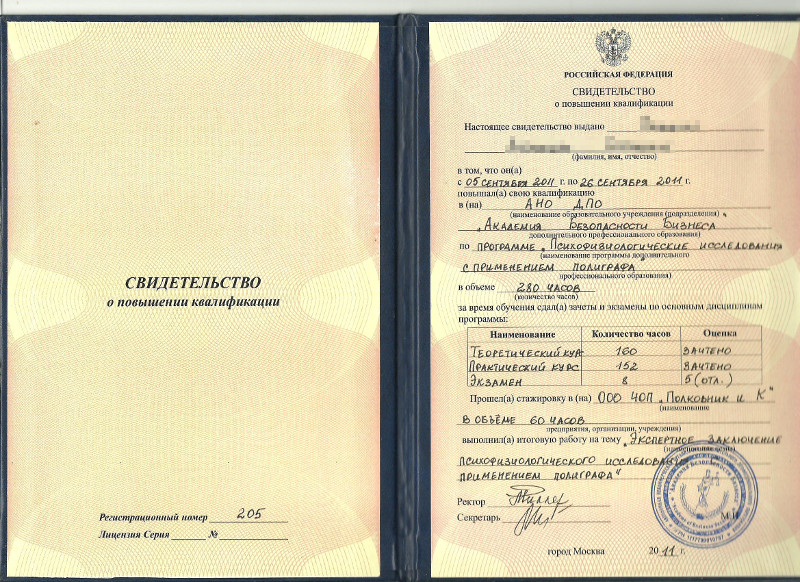 СВИДЕТЕЛЬСТВО
о повышении квалификации
Регистрационный номер 205
Лицензия Серия № 
РОССИЙСКАЯ ФЕДЕРАЦИЯ
СВИДЕТЕЛЬСТВО
о повышении квалификации
Настоящее свидетельство выдано
(фамилия, имя, отчество)
в том, что он(а)
с 05 СЕНТЯБРЯ 2011 г. по 26 СЕНТЯБРЯ 2011 г.
повышал(а) свою квалификацию
в (на) АНО ДПО
(наименование образовательного учреждения (подразделения)
„Академия Безопасности Бизнеса"
дополнительного профессионального образования)
по программе „Психофизиологические исследования
(наименование программы дополнительного
с применением полиграфа"
профессионального образования)
в объеме 280 часов
(количество часов)
за время обучения сдал(а) зачеты и экзамены по основным дисциплинам
программы:
Наименование Количество часов Оценка
Теоретический курс 160 зачтено
Практический курс 152 зачтено
Экзамен 8 5 (отл.)
Прошел(а) стажировку в (на) ООО ЧОП „Полковник и К"
(наименование
в объёме 60 часов
предприятия, организации, учреждения)
выполнил(а) итоговую работу на тему „Экспертное заключение
(наименование темы)
психофизиологического исследования
применением полиграфа"
Ректор
Секретарь
М.П.
город Москва 2011 г.